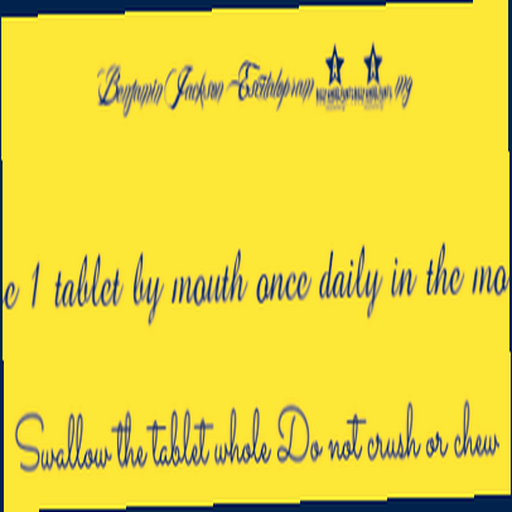 Benjamin Jackson Escitalopram mg
1 tablet by mouth once daily in the
Swallow the tablet whole Do not crush or chew